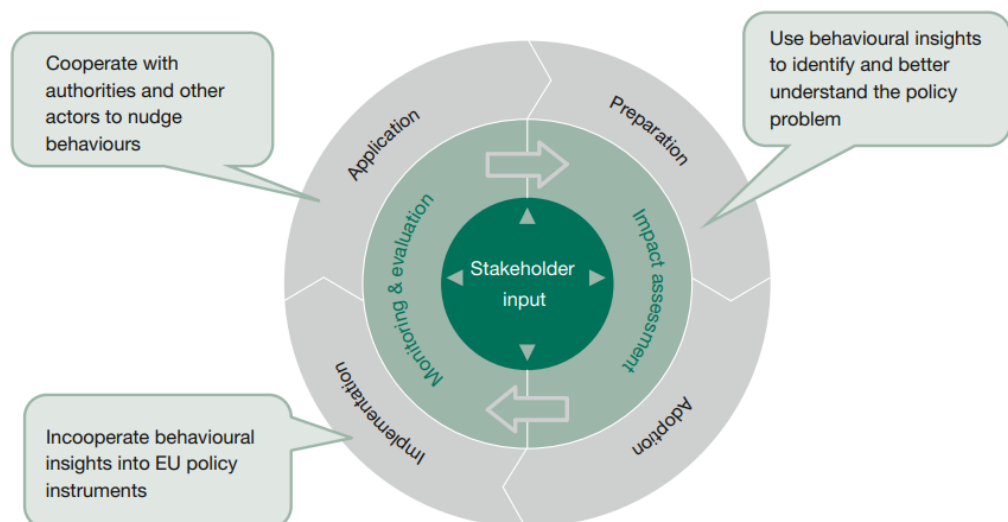 Cooperate with
authorities and other
actors to nudge
behaviours
Use behavioural insights
to identify and better
understand the policy
problem
Application
Preparation
Monitoring & evaluation
Impact assessment
Stakeholder
input
Implementation
Adoption
Incooperate behavioural
insights into EU policy
instruments